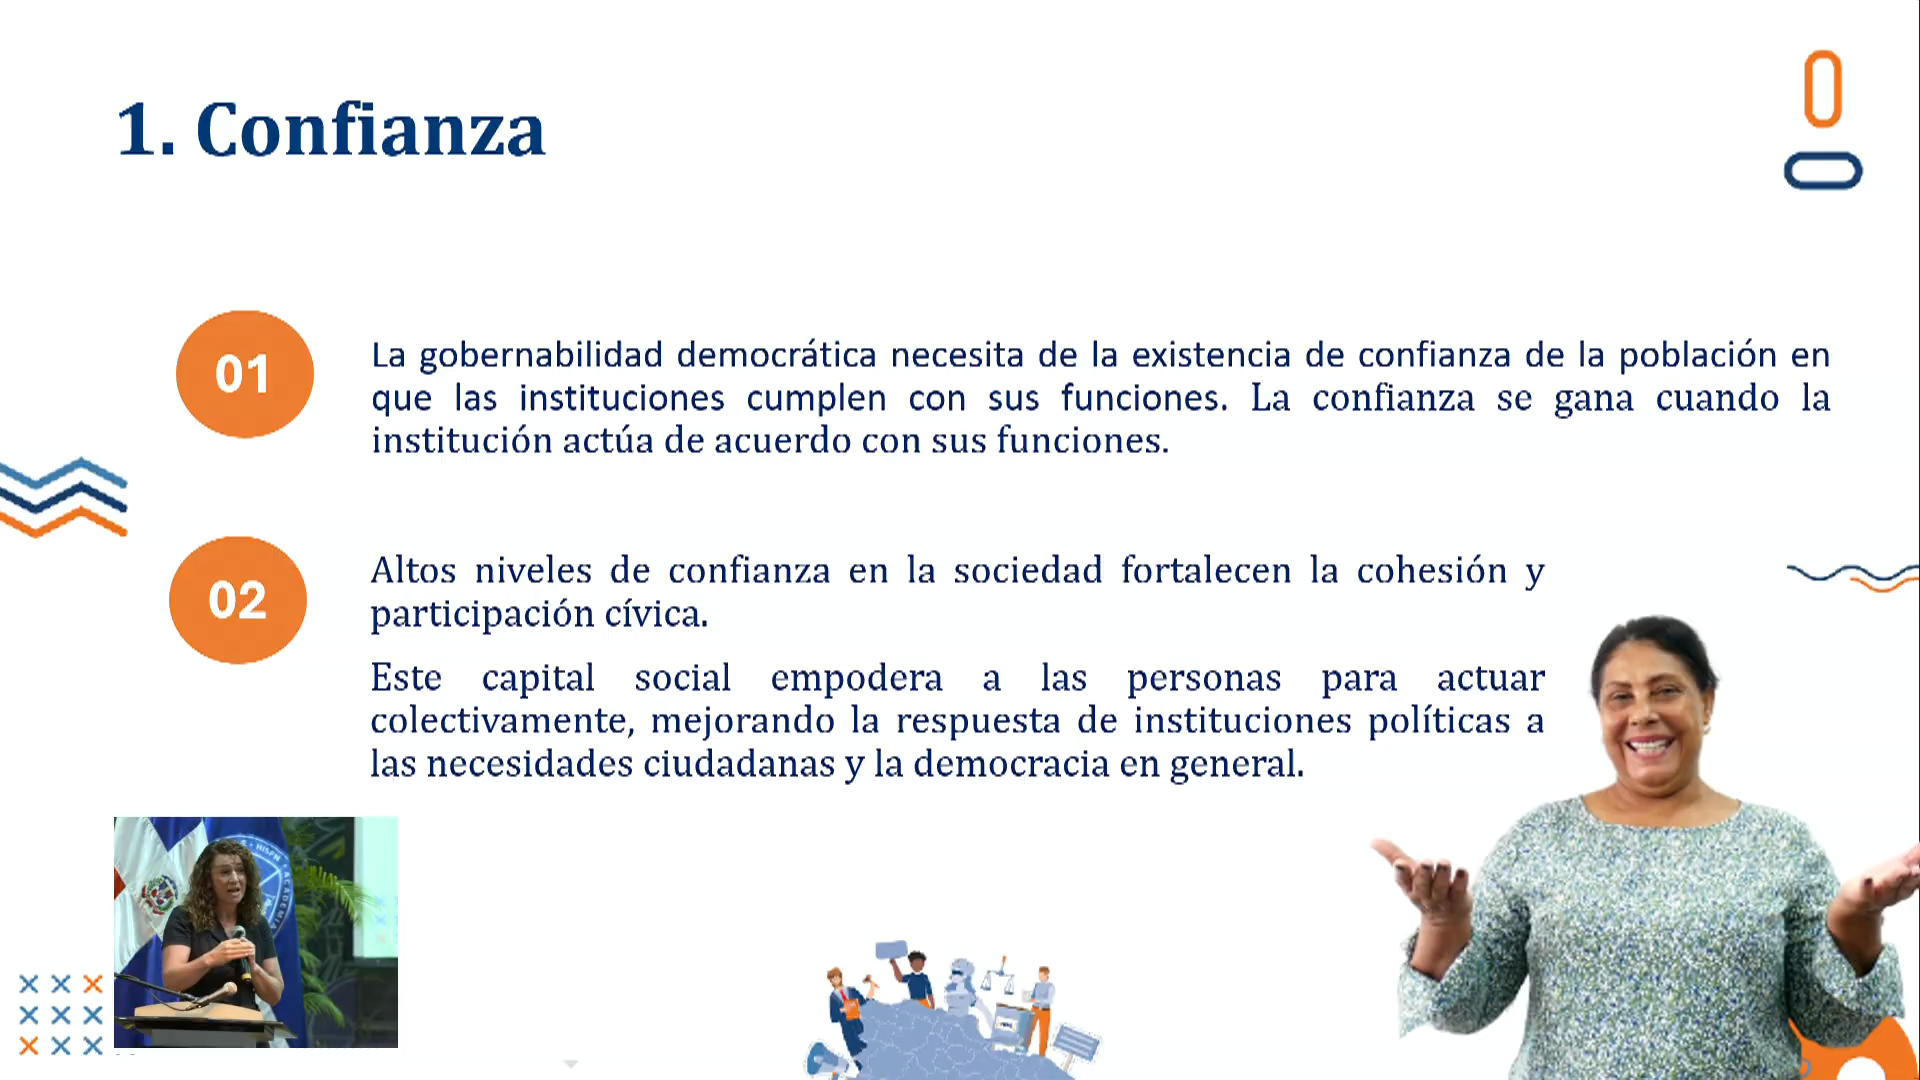 1. Confianza
01
La gobernabilidad democrática necesita de la existencia de confianza de la población en
que las instituciones cumplen con sus funciones. La confianza se gana cuando la
institución actúa de acuerdo con sus funciones.
02
Altos niveles de confianza en la sociedad fortalecen la cohesión y
participación cívica.
Este capital social empodera a las personas para actuar
colectivamente, mejorando la respuesta de instituciones políticas a
las necesidades ciudadanas y la democracia en general.